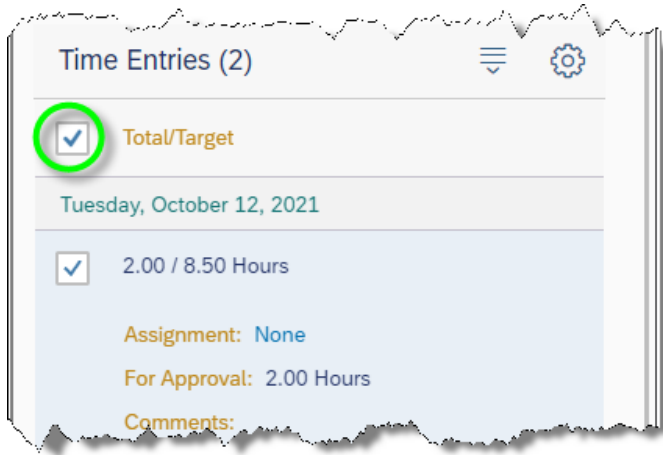 Time Entries (2)
Total/Target
Tuesday, October 12, 2021
2.00 / 8.50 Hours
Assignment: None
For Approval: 2.00 Hours
Comments: